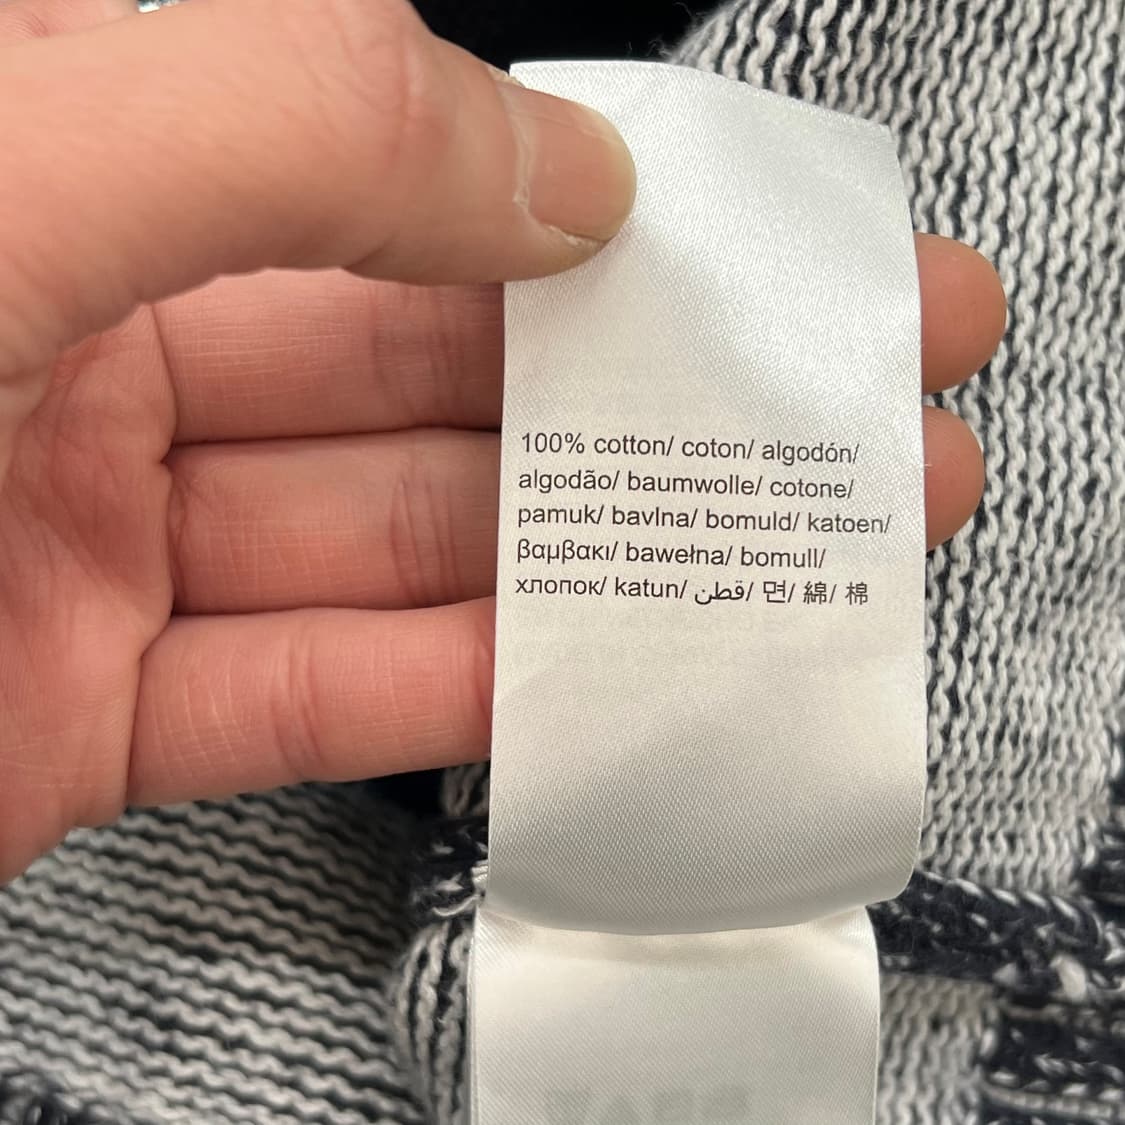 100% cotton/ coton/ algodón/
algodão/ baumwolle/ cotone/
pamuk/ bavlna/ bomuld/ katoen/
βαμβακι/ bawełna/ bomull/
хлопок/ katun/ قطن/ 면/ 綿/ 棉